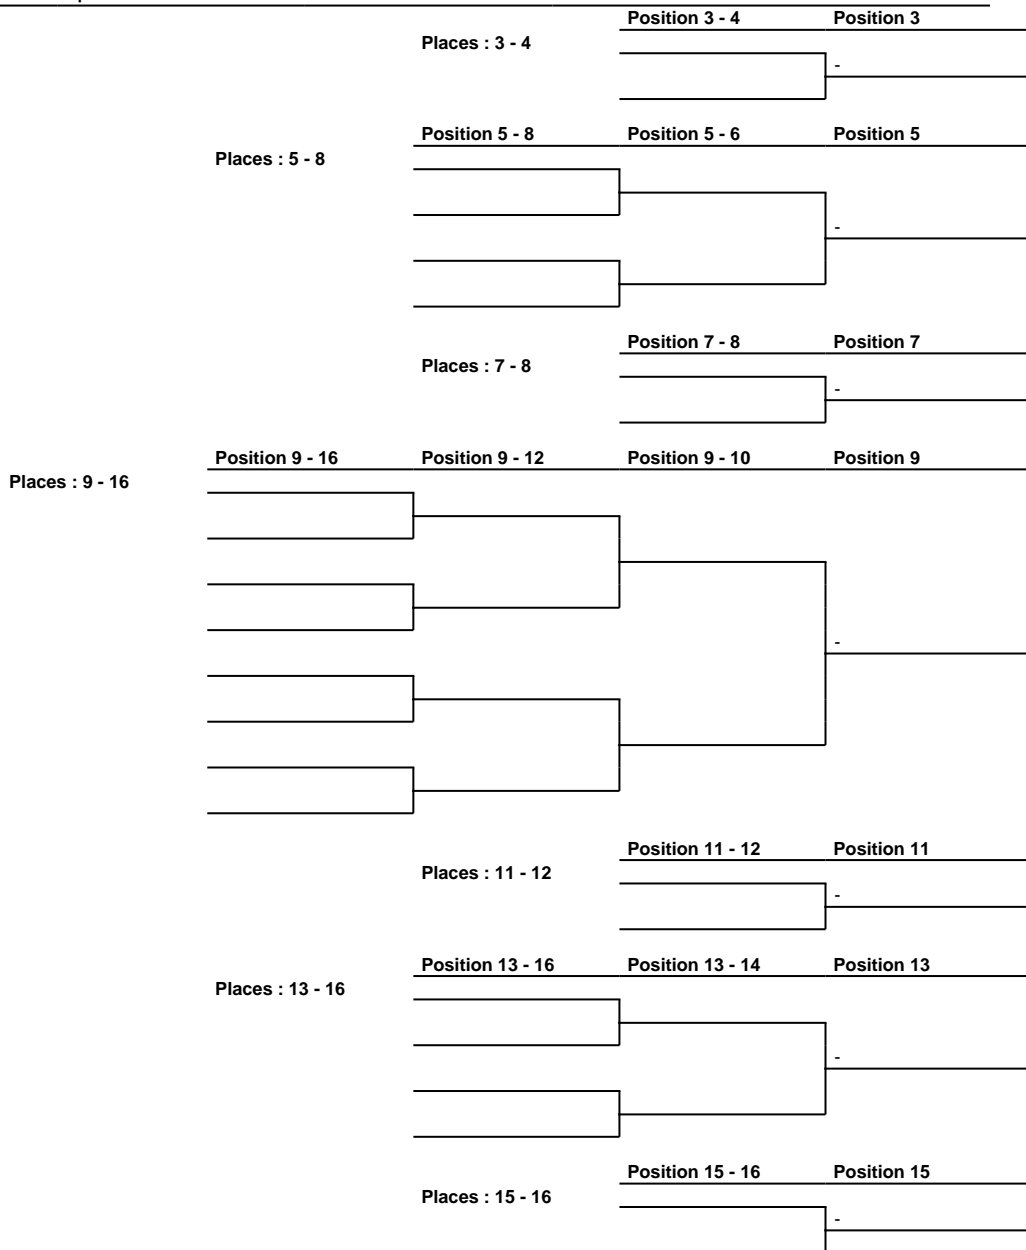 Position 3 - 4 Position 3
Places : 3 - 4
-
Position 5 - 8 Position 5 - 6 Position 5
Places : 5 - 8
-
Position 7 - 8 Position 7
Places : 7 - 8
-
Position 9 - 16 Position 9 - 12 Position 9 - 10 Position 9
Places : 9 - 16
-
Position 11 - 12 Position 11
Places : 11 - 12
-
Position 13 - 16 Position 13 - 14 Position 13
Places : 13 - 16
-
Position 15 - 16 Position 15
Places : 15 - 16
-